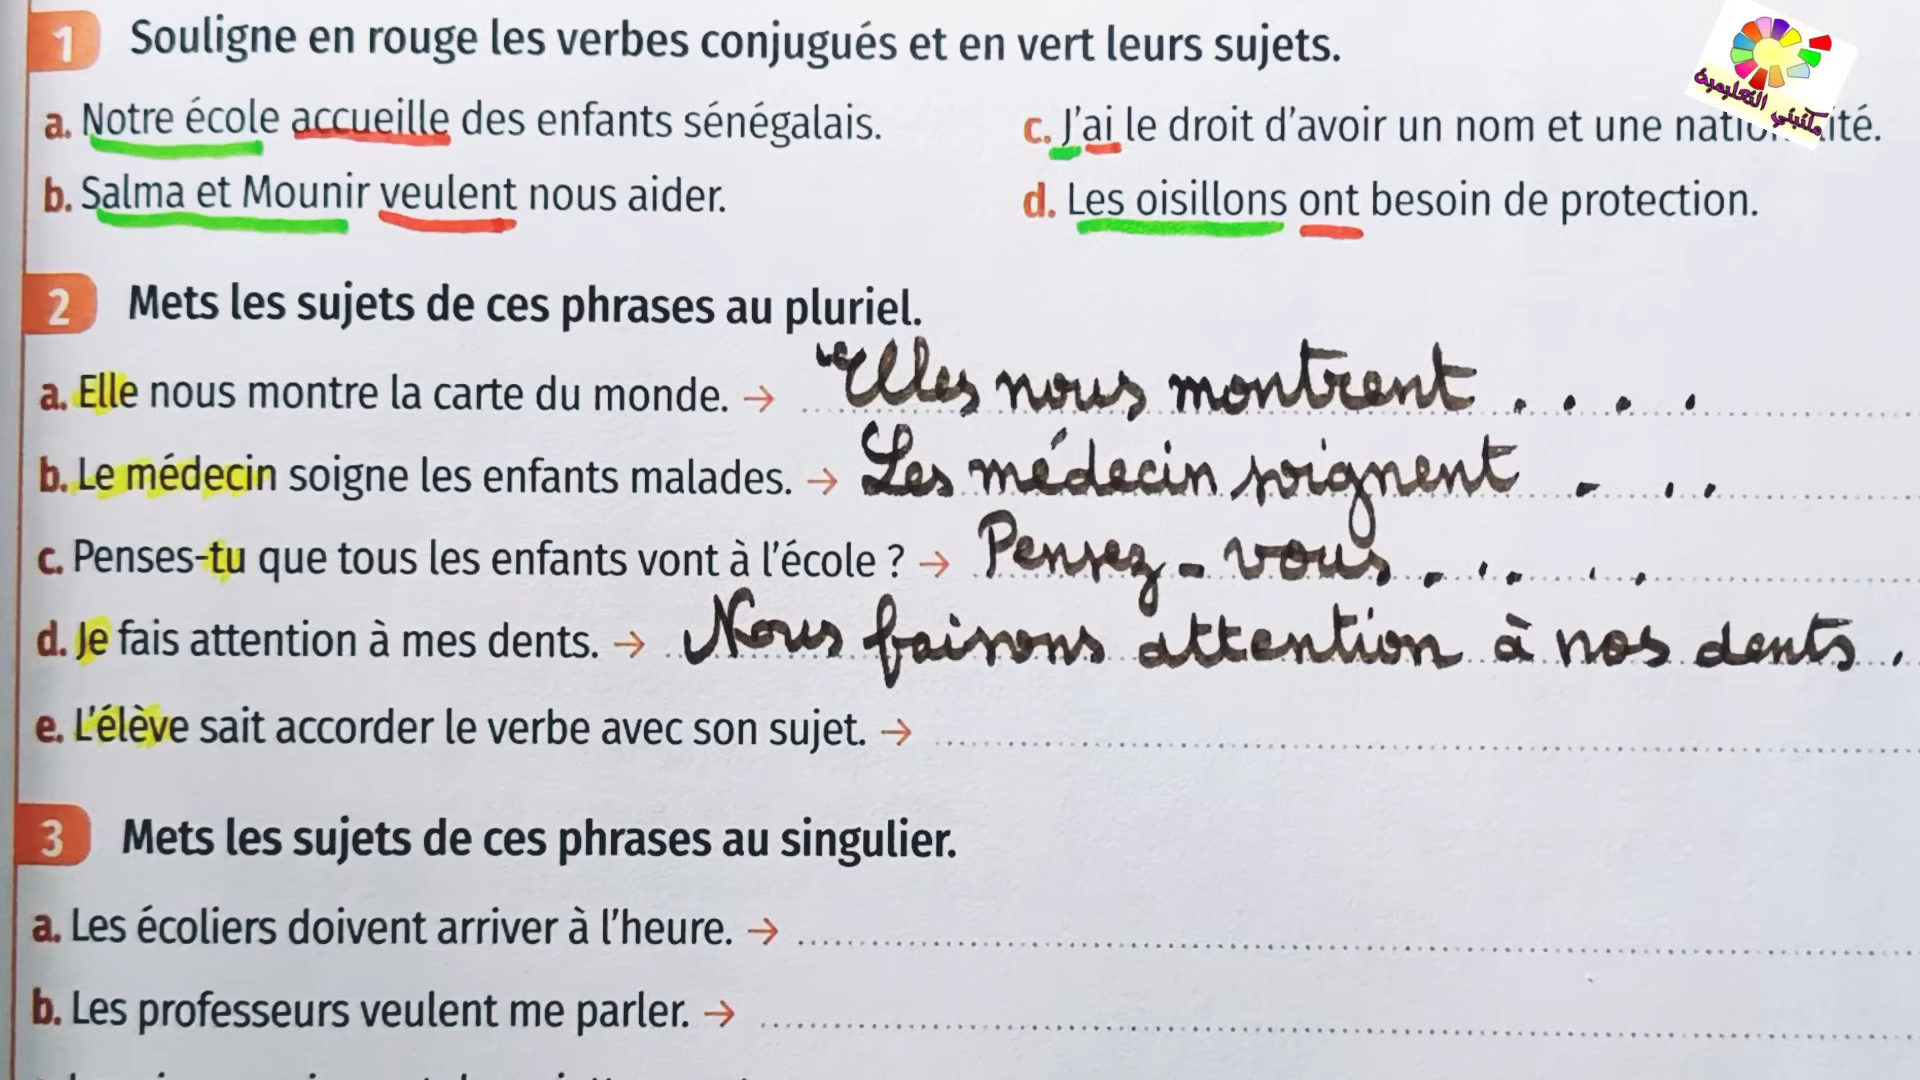 1 Souligne en rouge les verbes conjugués et en vert leurs sujets.
a. Notre école accueille des enfants sénégalais.
c. J'ai le droit d'avoir un nom et une natio ité.
b. Salma et Mounir veulent nous aider.
d. Les oisillons ont besoin de protection.
مكتبتي التعليمية
2 Mets les sujets de ces phrases au pluriel.
a. Elle nous montre la carte du monde. → Elles nous montrent . . . .
b. Le médecin soigne les enfants malades. → Les médecin soignent - . .
c. Penses-tu que tous les enfants vont à l'école ? → Pensez-vous . . . . .
d. Je fais attention à mes dents. → Nous faisons attention à nos dents .
e. L'élève sait accorder le verbe avec son sujet. →
3 Mets les sujets de ces phrases au singulier.
a. Les écoliers doivent arriver à l'heure. →
b. Les professeurs veulent me parler. →